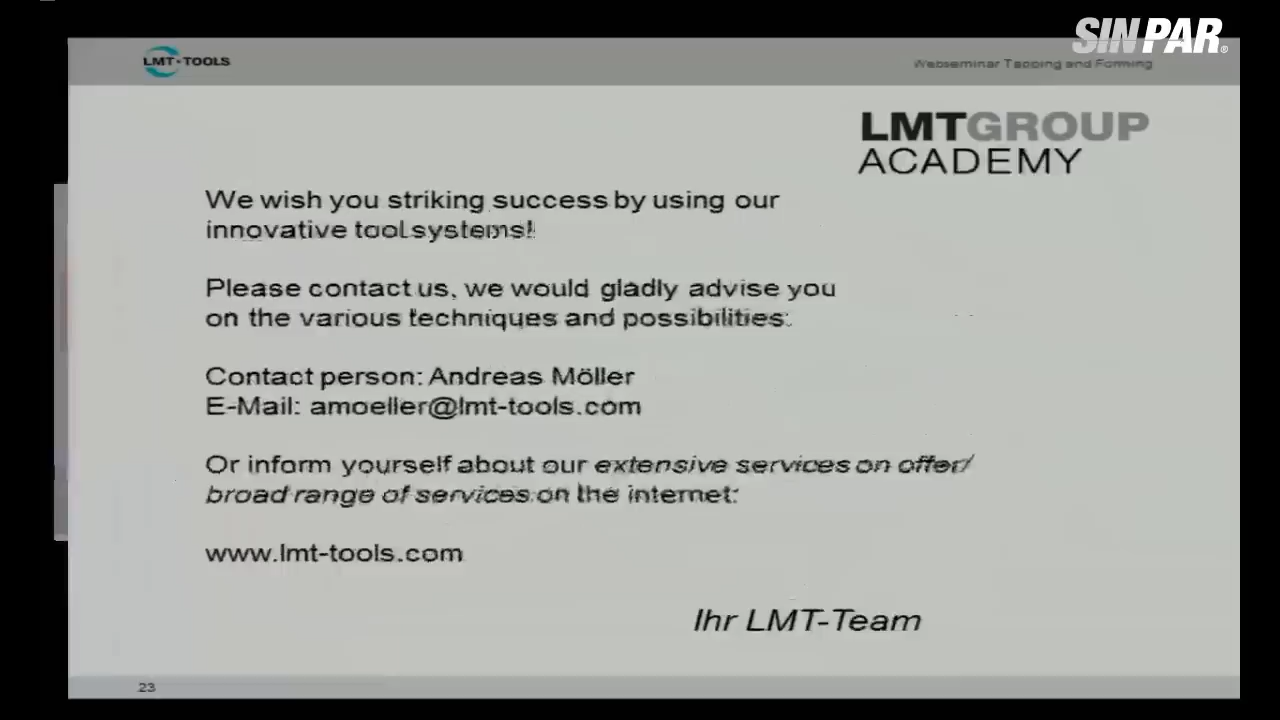 SINPAR®
LMT·TOOLS
Webseminar Tapping and Forming
LMTGROUP
ACADEMY
We wish you striking success by using our
innovative tool systems!
Please contact us, we would gladly advise you
on the various techniques and possibilities:
Contact person: Andreas Möller
E-Mail: amoeller@lmt-tools.com
Or inform yourself about our extensive services on offer/
broad range of services on the internet:
www.lmt-tools.com
Ihr LMT-Team
23